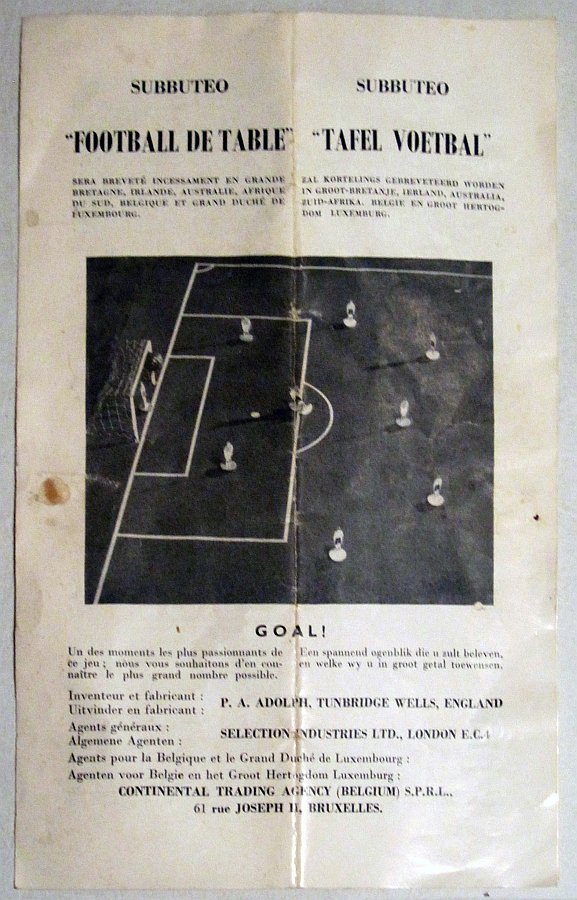 SUBBUTEO
"FOOTBALL DE TABLE"
SERA BREVETÉ INCESSAMENT EN GRANDE
BRETAGNE, IRLANDE, AUSTRALIE, AFRIQUE
DU SUD, BELGIQUE ET GRAND DUCHÉ DE
FUXEMBOURG.
SUBBUTEO
"TAFEL VOETBAL"
ZAL KORTELINGS GEBREVETEERD WORDEN
IN GROOT-BRETANJE, IERLAND, AUSTRALIA,
ZUID-AFRIKA. BELGIE EN GROOT HERTOG-
DOM LUXEMBURG.
GOAL!
Un des moments les plus passionnants de
ce jeu; nous vous souhaitons d'en con-
naître le plus grand nombre possible.
Een spannend ogenblik die u zult beleven,
en welke wy u in groot getal toewensen.
Inventeur et fabricant :
Uitvinder en fabricant :
P. A. ADOLPH, TUNBRIDGE WELLS, ENGLAND
Agents généraux :
Algemene Agenten :
SELECTION INDUSTRIES LTD., LONDON E.C.4
Agents pour la Belgique et le Grand Duché de Luxembourg :
Agenten voor Belgie en het Groot Hertogdom Luxemburg :
CONTINENTAL TRADING AGENCY (BELGIUM) S.P.R.L.,
61 rue JOSEPH II, BRUXELLES.